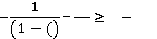 - 1/(1 - ()) - — ≥ -